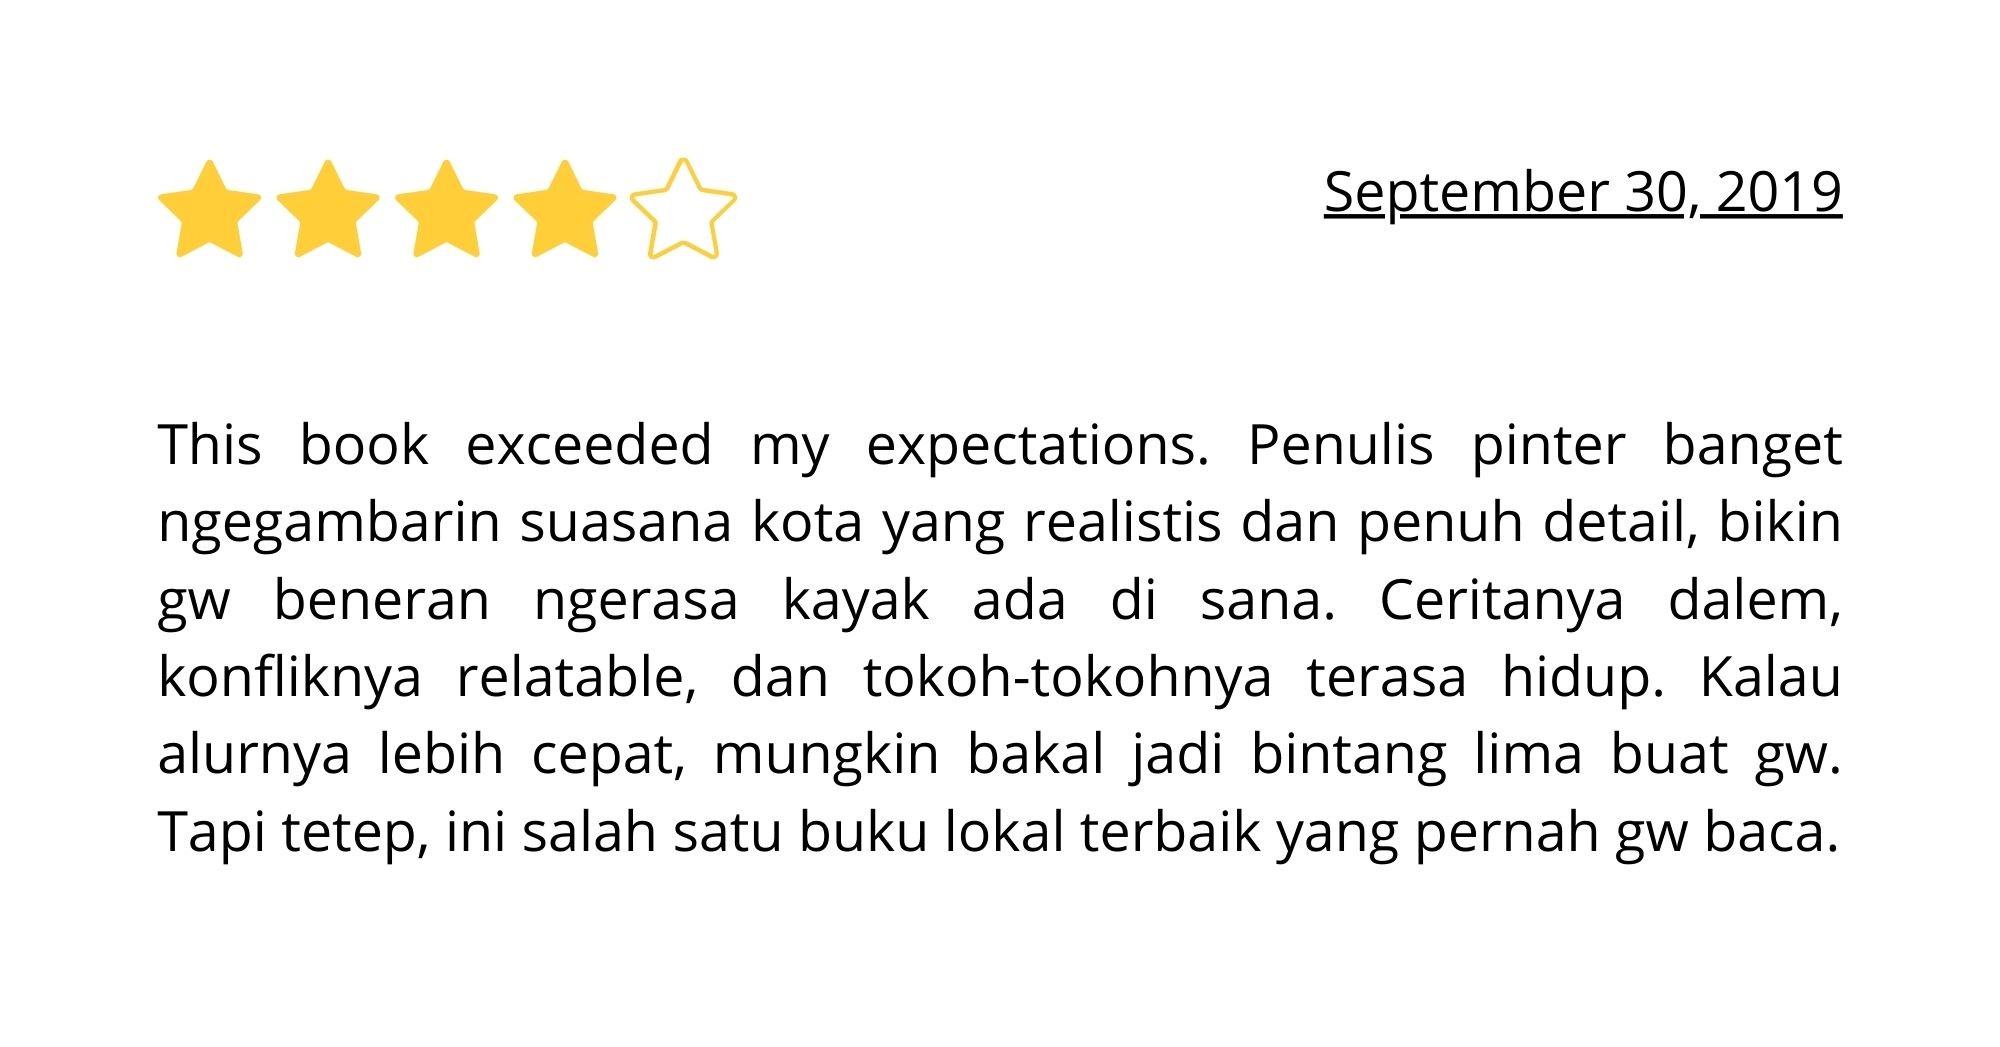 September 30, 2019
This book exceeded my expectations. Penulis pinter banget
ngegambarin suasana kota yang realistis dan penuh detail, bikin
gw beneran ngerasa kayak ada di sana. Ceritanya dalem,
konfliknya relatable, dan tokoh-tokohnya terasa hidup. Kalau
alurnya lebih cepat, mungkin bakal jadi bintang lima buat gw.
Tapi tetep, ini salah satu buku lokal terbaik yang pernah gw baca.